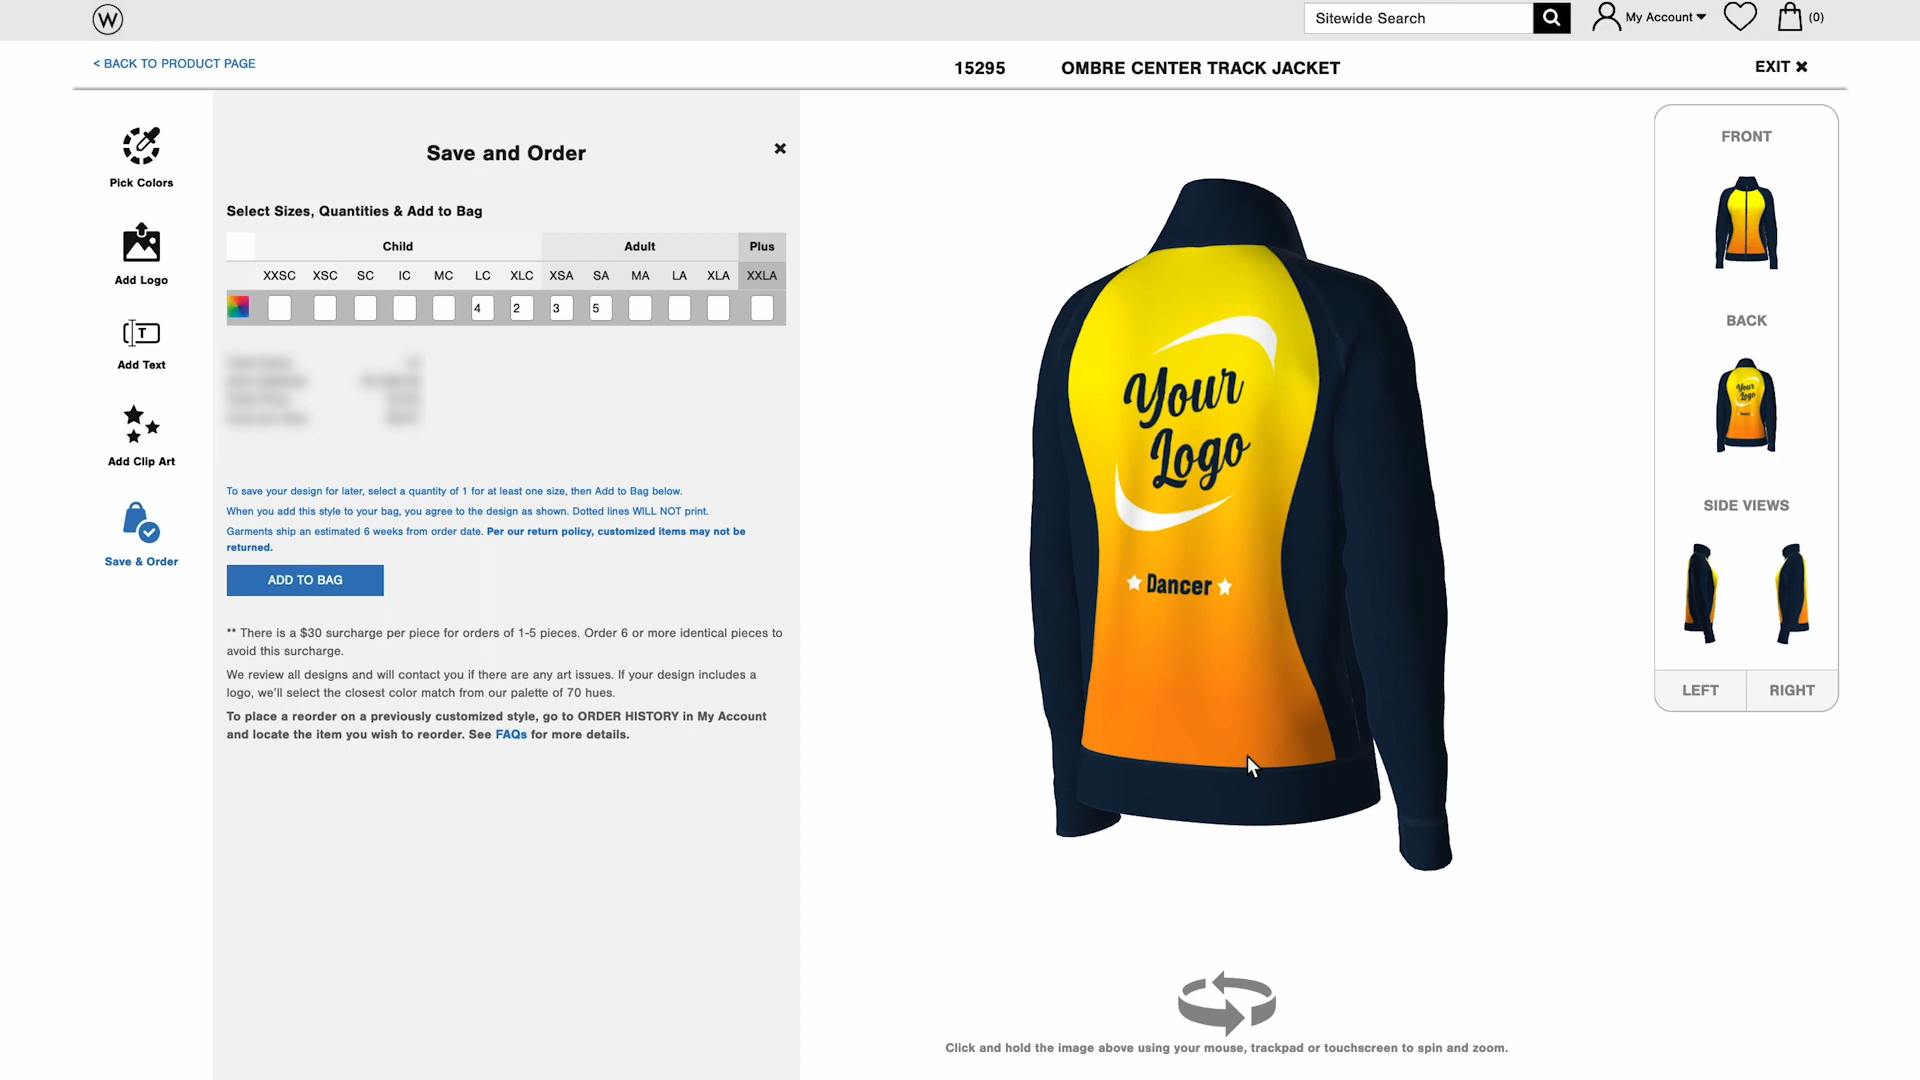 W
Sitewide Search
My Account
(0)
< BACK TO PRODUCT PAGE
15295
OMBRE CENTER TRACK JACKET
EXIT ✖
Pick Colors
Add Logo
Add Text
Add Clip Art
Save & Order
Save and Order
✖
Select Sizes, Quantities & Add to Bag
Child Adult Plus
XXSC XSC SC IC MC LC XLC XSA SA MA LA XLA XXLA
4 2 3 5
To save your design for later, select a quantity of 1 for at least one size, then Add to Bag below.
When you add this style to your bag, you agree to the design as shown. Dotted lines WILL NOT print.
Garments ship an estimated 6 weeks from order date. Per our return policy, customized items may not be
returned.
ADD TO BAG
** There is a $30 surcharge per piece for orders of 1-5 pieces. Order 6 or more identical pieces to
avoid this surcharge.
We review all designs and will contact you if there are any art issues. If your design includes a
logo, we'll select the closest color match from our palette of 70 hues.
To place a reorder on a previously customized style, go to ORDER HISTORY in My Account
and locate the item you wish to reorder. See FAQs for more details.
Your
Logo
Dancer
Click and hold the image above using your mouse, trackpad or touchscreen to spin and zoom.
FRONT
BACK
Your
Logo
SIDE VIEWS
LEFT
RIGHT